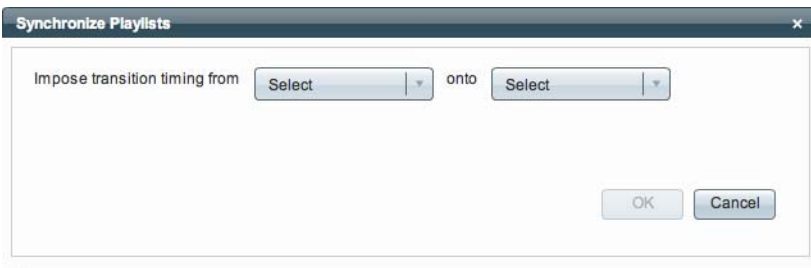 Synchronize Playlists ×
Impose transition timing from Select onto Select
OK Cancel